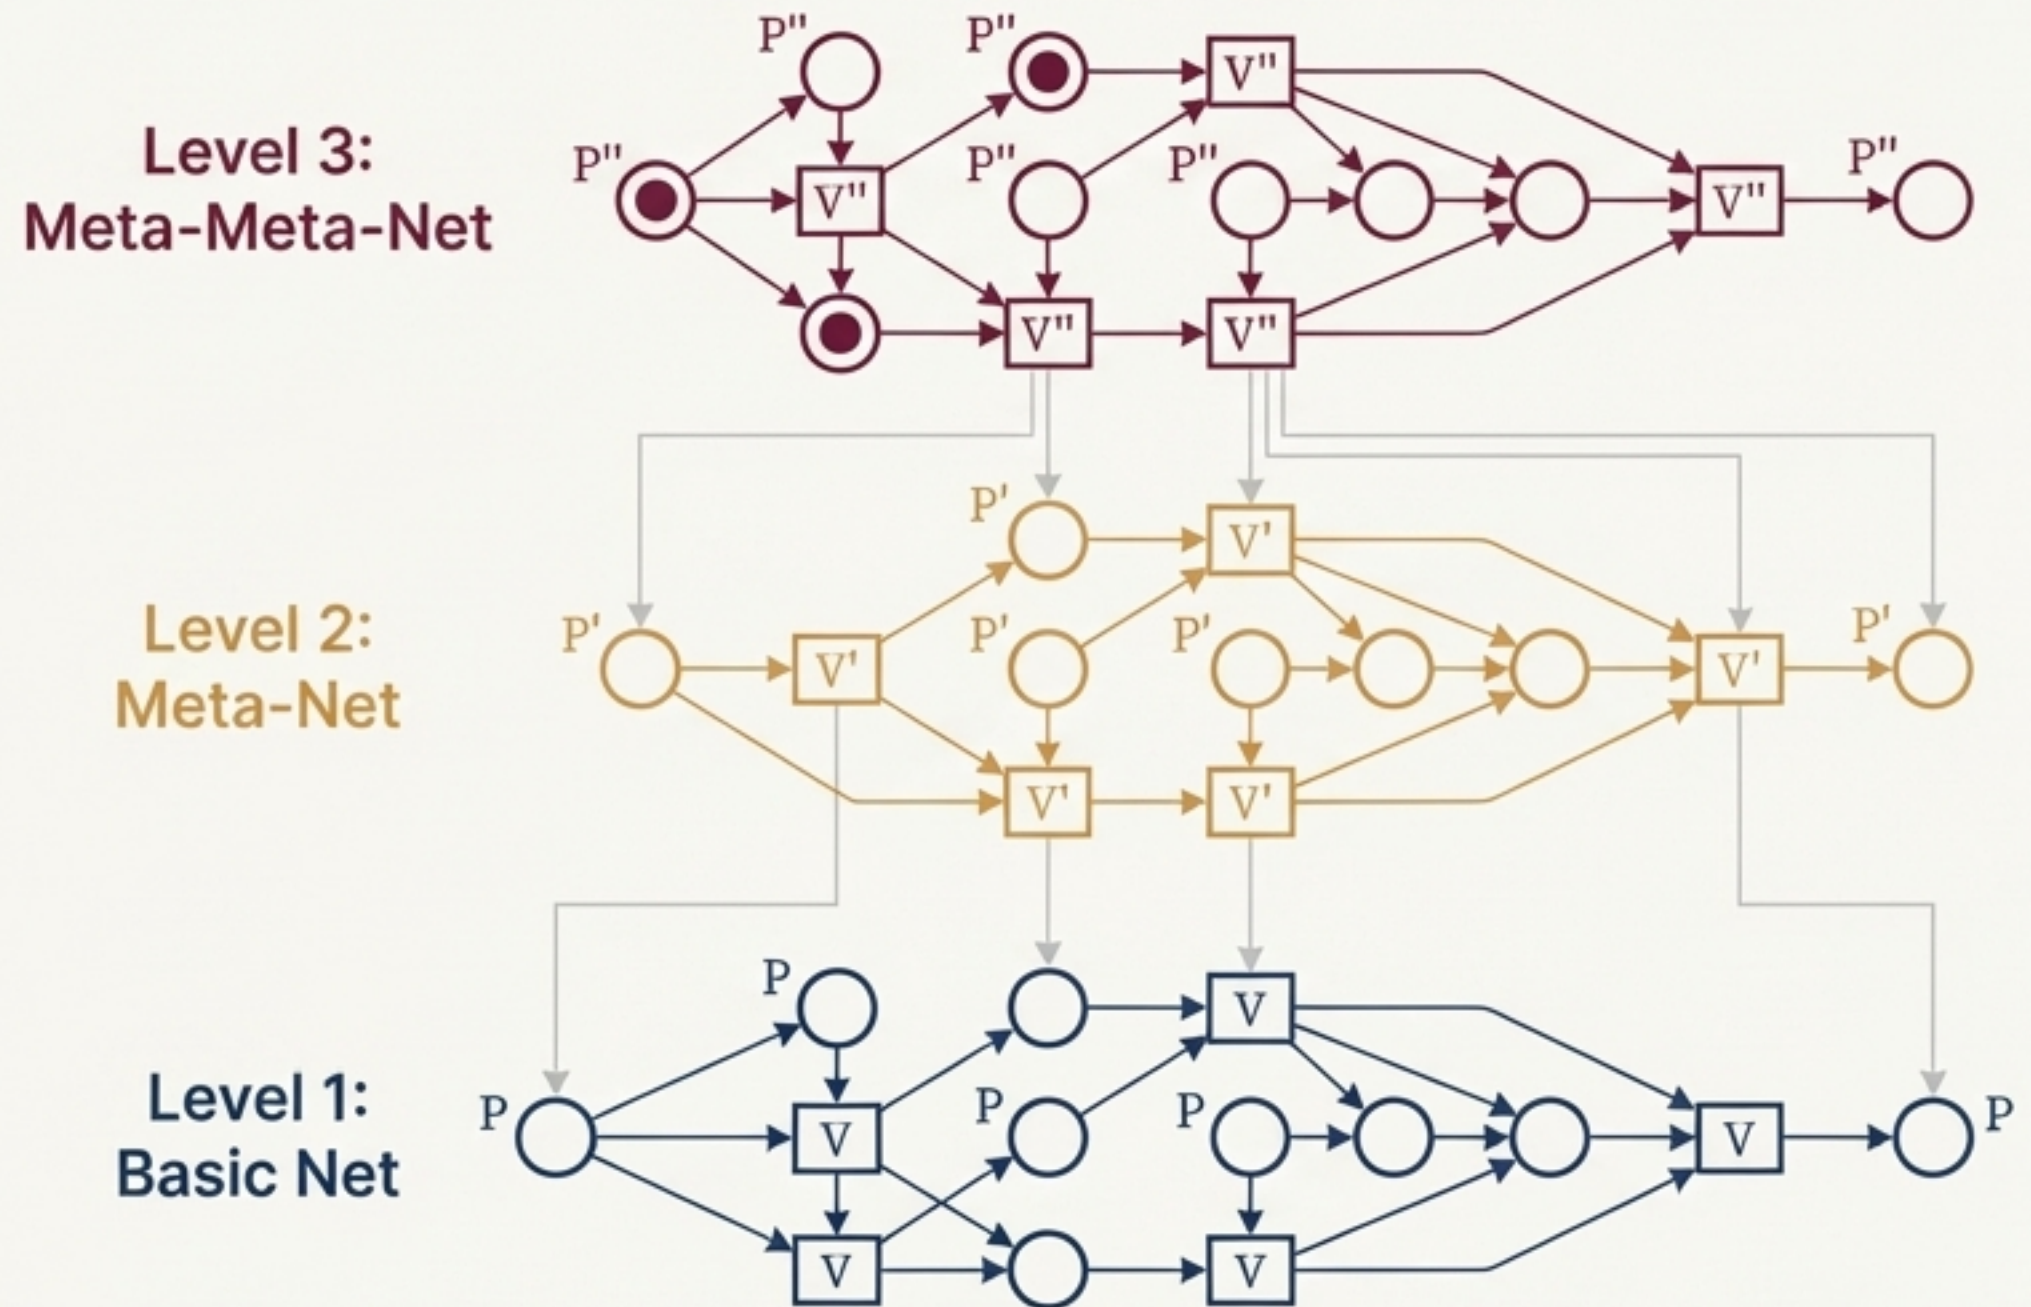 P" P" V"
Level 3:
Meta-Meta-Net
P" V" P" P" V" P"
V" V"
P' V'
Level 2:
Meta-Net
P' V' P' P' V' P'
V' V'
P V
Level 1:
Basic Net
P V P P V P
V V